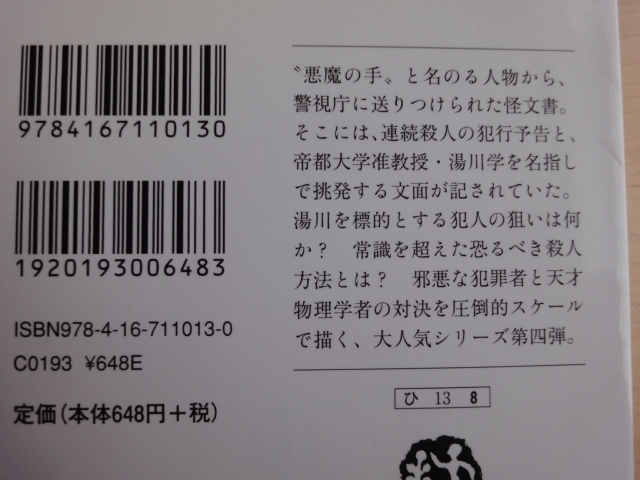 9784167110130
1920193006483
ISBN978-4-16-711013-0
C0193 ¥648E
定価(本体648円+税)
〝悪魔の手〟と名のる人物から、
警視庁に送りつけられた怪文書。
そこには、連続殺人の犯行予告と、
帝都大学准教授・湯川学を名指し
で挑発する文面が記されていた。
湯川を標的とする犯人の狙いは何
か?　常識を超えた恐るべき殺人
方法とは?　邪悪な犯罪者と天才
物理学者の対決を圧倒的スケール
で描く、大人気シリーズ第四弾。
ひ 13 8